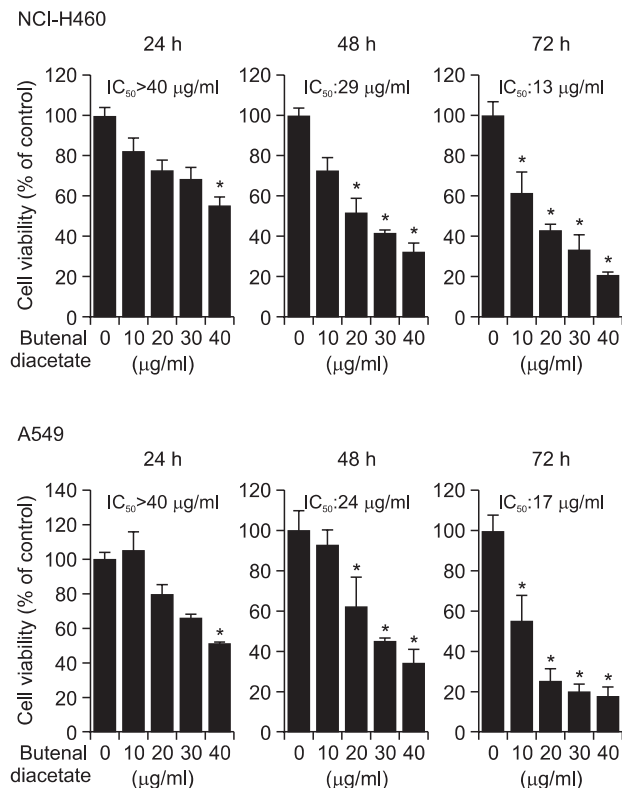 NCI-H460
24 h
48 h
72 h
Cell viability (% of control)
120
100
80
60
40
20
0
IC50>40 μg/ml
*
120
100
80
60
40
20
0
IC50:29 μg/ml
* * *
120
100
80
60
40
20
0
IC50:13 μg/ml
* * * *
Butenal diacetate
0 10 20 30 40
(μg/ml)
0 10 20 30 40
(μg/ml)
0 10 20 30 40
(μg/ml)
A549
24 h
48 h
72 h
Cell viability (% of control)
140
120
100
80
60
40
20
0
IC50>40 μg/ml
*
120
100
80
60
40
20
0
IC50:24 μg/ml
* * *
120
100
80
60
40
20
0
IC50:17 μg/ml
* * * *
Butenal diacetate
0 10 20 30 40
(μg/ml)
0 10 20 30 40
(μg/ml)
0 10 20 30 40
(μg/ml)